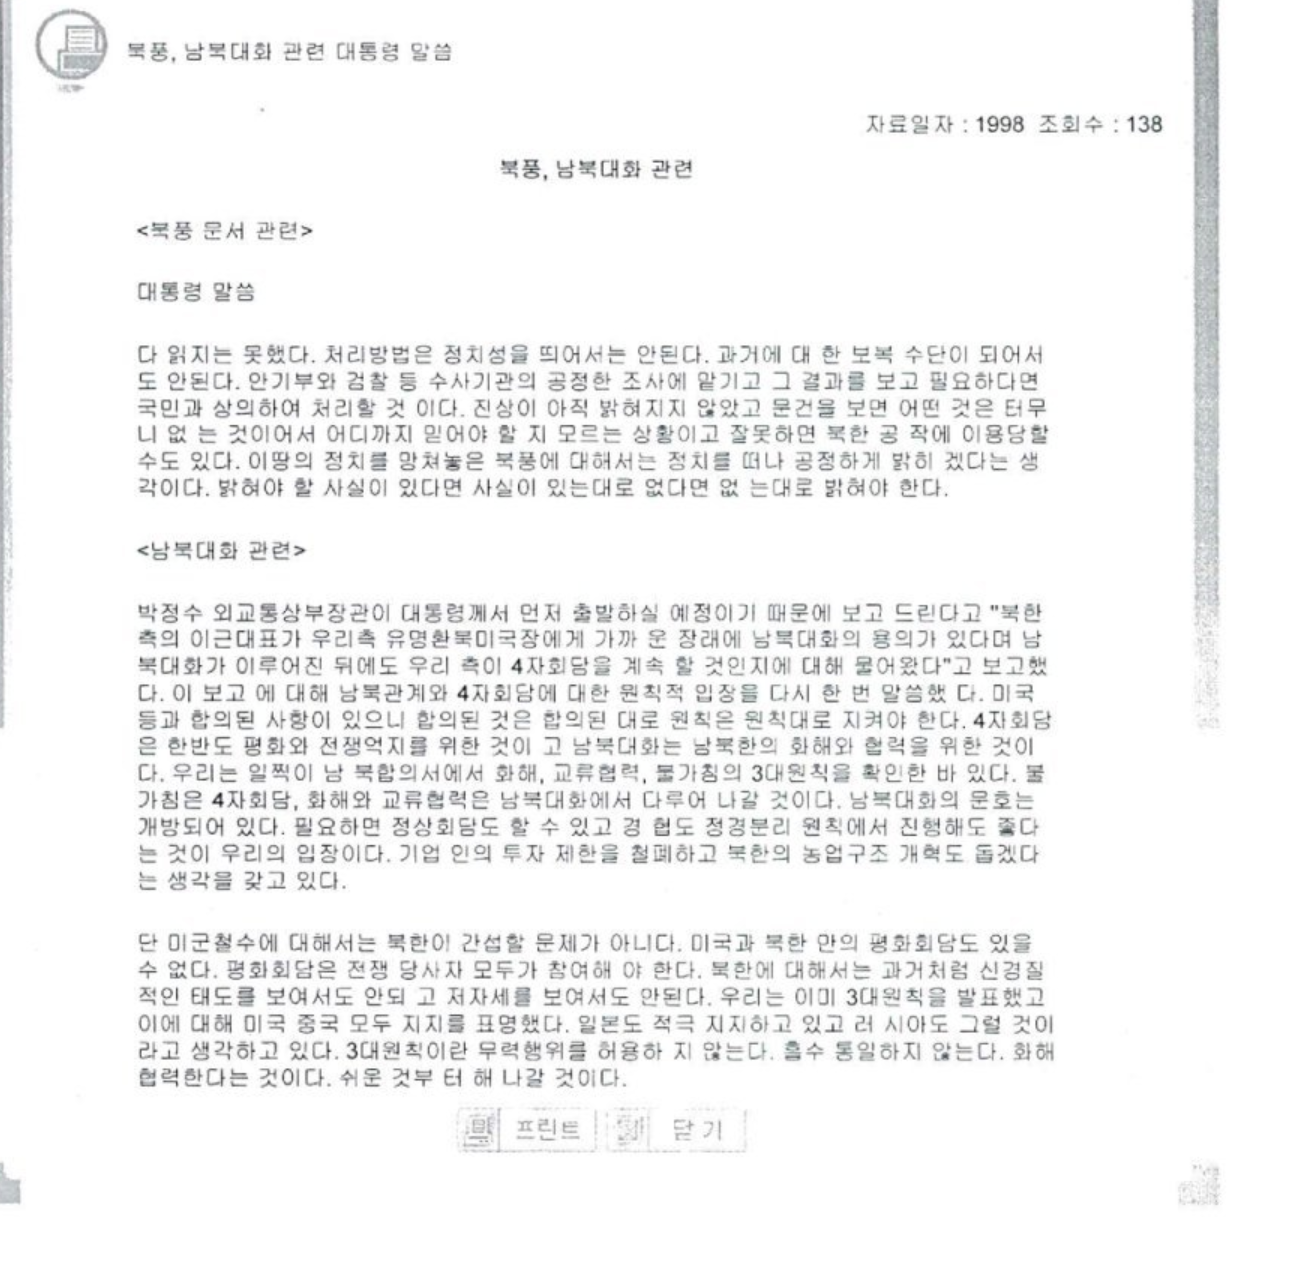 북풍, 남북대화 관련 대통령 말씀
자료일자 : 1998 조회수 : 138
북풍, 남북대화 관련
<북풍 문서 관련>
대통령 말씀
다 읽지는 못했다. 처리방법은 정치성을 띄어서는 안된다. 과거에 대 한 보복 수단이 되어서
도 안된다. 안기부와 검찰 등 수사기관의 공정한 조사에 맡기고 그 결과를 보고 필요하다면
국민과 상의하여 처리할 것 이다. 진상이 아직 밝혀지지 않았고 문건을 보면 어떤 것은 터무
니 없 는 것이어서 어디까지 믿어야 할 지 모르는 상황이고 잘못하면 북한 공 작에 이용당할
수도 있다. 이땅의 정치를 망쳐놓은 북풍에 대해서는 정치를 떠나 공정하게 밝히 겠다는 생
각이다. 밝혀야 할 사실이 있다면 사실이 있는대로 없다면 없 는대로 밝혀야 한다.
<남북대화 관련>
박정수 외교통상부장관이 대통령께서 먼저 출발하실 예정이기 때문에 보고 드린다고 "북한
측의 이근대표가 우리측 유명환북미국장에게 가까 운 장래에 남북대화의 용의가 있다며 남
북대화가 이루어진 뒤에도 우리 측이 4자회담을 계속 할 것인지에 대해 물어왔다"고 보고했
다. 이 보고 에 대해 남북관계와 4자회담에 대한 원칙적 입장을 다시 한 번 말씀했 다. 미국
등과 합의된 사항이 있으니 합의된 것은 합의된 대로 원칙은 원칙대로 지켜야 한다. 4자회담
은 한반도 평화와 전쟁억지를 위한 것이 고 남북대화는 남북한의 화해와 협력을 위한 것이
다. 우리는 일찍이 남 북합의서에서 화해, 교류협력, 불가침의 3대원칙을 확인한 바 있다. 불
가침은 4자회담, 화해와 교류협력은 남북대화에서 다루어 나갈 것이다. 남북대화의 문호는
개방되어 있다. 필요하면 정상회담도 할 수 있고 경 협도 정경분리 원칙에서 진행해도 좋다
는 것이 우리의 입장이다. 기업 인의 투자 제한을 철폐하고 북한의 농업구조 개혁도 돕겠다
는 생각을 갖고 있다.
단 미군철수에 대해서는 북한이 간섭할 문제가 아니다. 미국과 북한 만의 평화회담도 있을
수 없다. 평화회담은 전쟁 당사자 모두가 참여해 야 한다. 북한에 대해서는 과거처럼 신경질
적인 태도를 보여서도 안되 고 저자세를 보여서도 안된다. 우리는 이미 3대원칙을 발표했고
이에 대해 미국 중국 모두 지지를 표명했다. 일본도 적극 지지하고 있고 러 시아도 그럴 것이
라고 생각하고 있다. 3대원칙이란 무력행위를 허용하 지 않는다. 흡수 통일하지 않는다. 화해
협력한다는 것이다. 쉬운 것부 터 해 나갈 것이다.
프린트 닫기